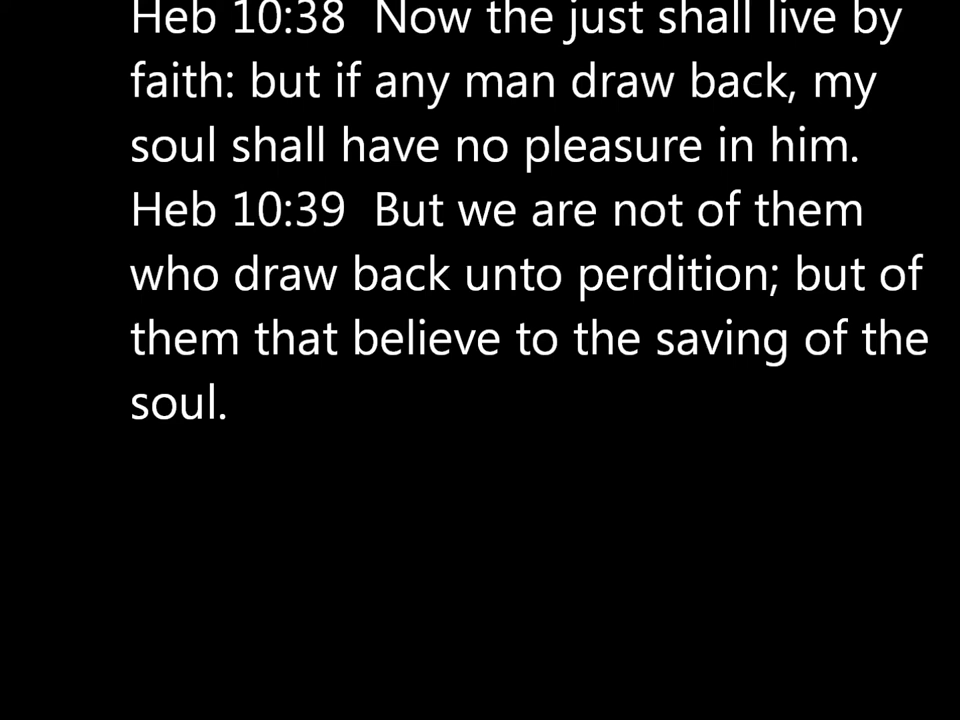 Heb 10:38  Now the just shall live by
faith: but if any man draw back, my
soul shall have no pleasure in him.
Heb 10:39  But we are not of them
who draw back unto perdition; but of
them that believe to the saving of the
soul.